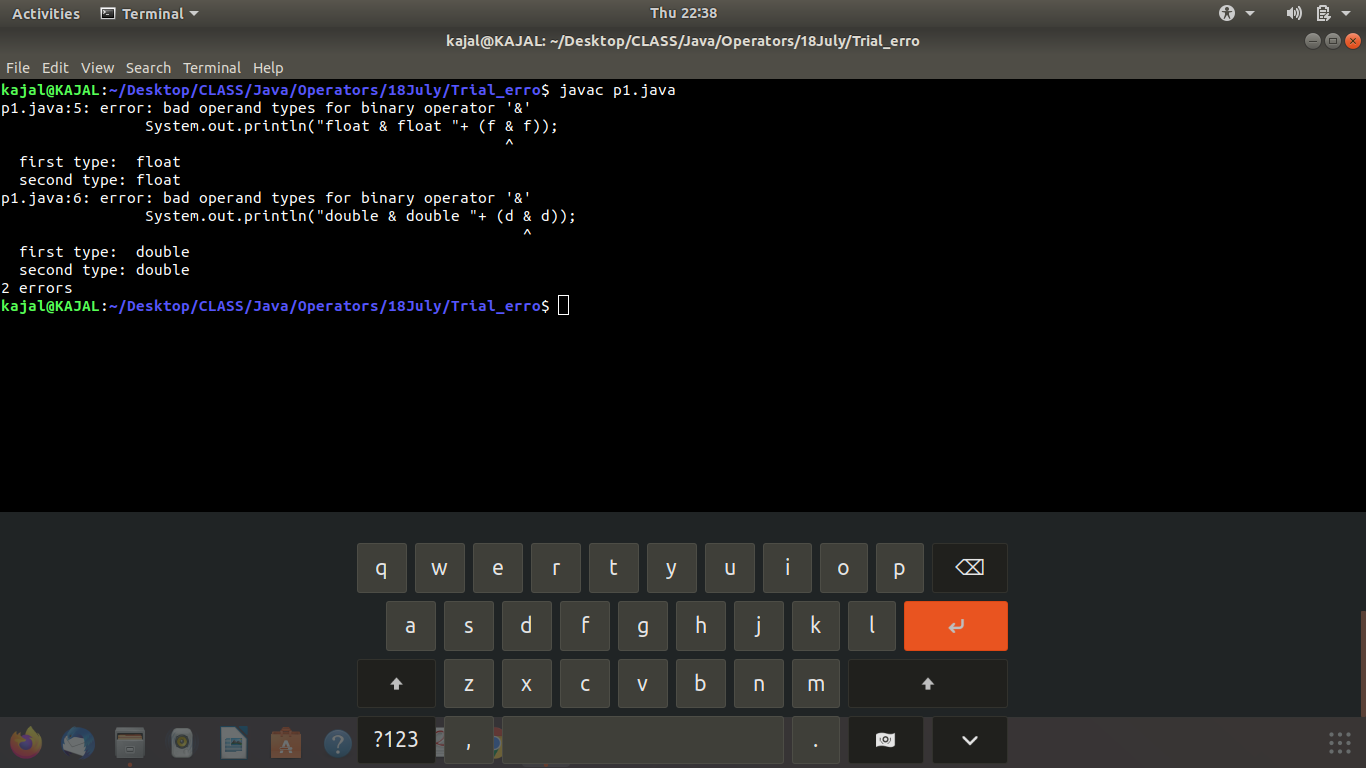 Activities Terminal Thu 22:38
kajal@KAJAL: ~/Desktop/CLASS/Java/Operators/18July/Trial_erro
File Edit View Search Terminal Help
kajal@KAJAL:~/Desktop/CLASS/Java/Operators/18July/Trial_erro$ javac p1.java
p1.java:5: error: bad operand types for binary operator '&'
                System.out.println("float & float "+ (f & f));
                                                        ^
  first type:  float
  second type: float
p1.java:6: error: bad operand types for binary operator '&'
                System.out.println("double & double "+ (d & d));
                                                          ^
  first type:  double
  second type: double
2 errors
kajal@KAJAL:~/Desktop/CLASS/Java/Operators/18July/Trial_erro$
q w e r t y u i o p
a s d f g h j k l
z x c v b n m
?123 , .